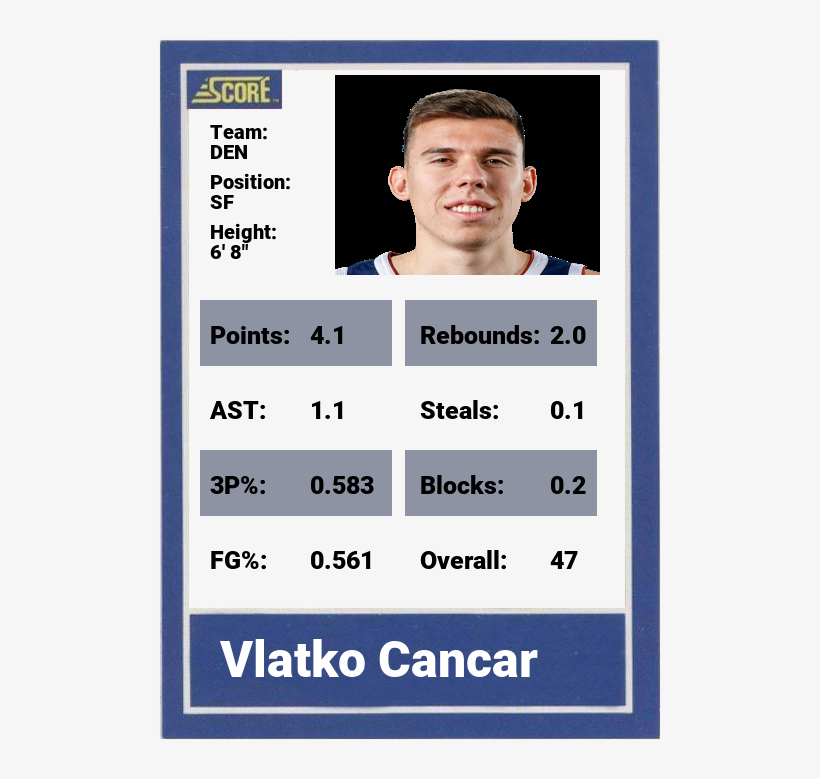 SCORE
Team:
DEN
Position:
SF
Height:
6' 8"
Points: 4.1 Rebounds: 2.0
AST: 1.1 Steals: 0.1
3P%: 0.583 Blocks: 0.2
FG%: 0.561 Overall: 47
Vlatko Cancar